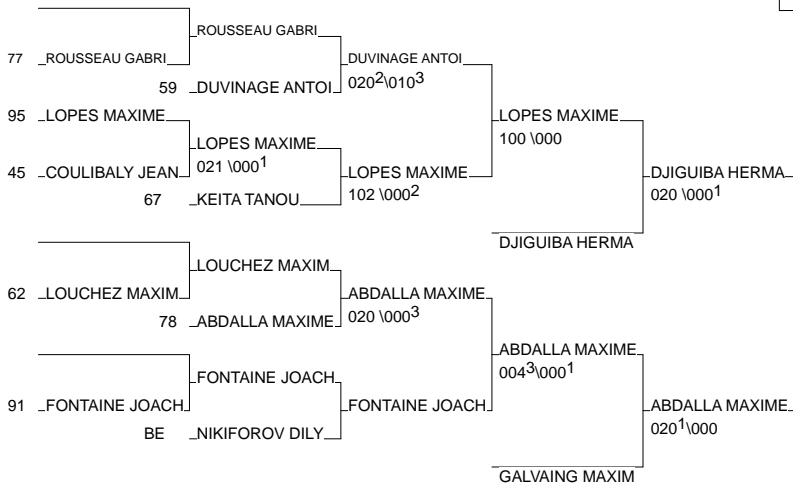 ROUSSEAU GABRI
77 ROUSSEAU GABRI DUVINAGE ANTOI
59 DUVINAGE ANTOI 020²\010³
95 LOPES MAXIME LOPES MAXIME
LOPES MAXIME 100 \000
021 \000¹
45 COULIBALY JEAN LOPES MAXIME DJIGUIBA HERMA
67 KEITA TANOU 102 \000² 020 \000¹
DJIGUIBA HERMA
LOUCHEZ MAXIM
62 LOUCHEZ MAXIM ABDALLA MAXIME
78 ABDALLA MAXIME 020 \000³
ABDALLA MAXIME
FONTAINE JOACH 004³\000¹
91 FONTAINE JOACH FONTAINE JOACH ABDALLA MAXIME
BE NIKIFOROV DILY 020¹\000
GALVAING MAXIM